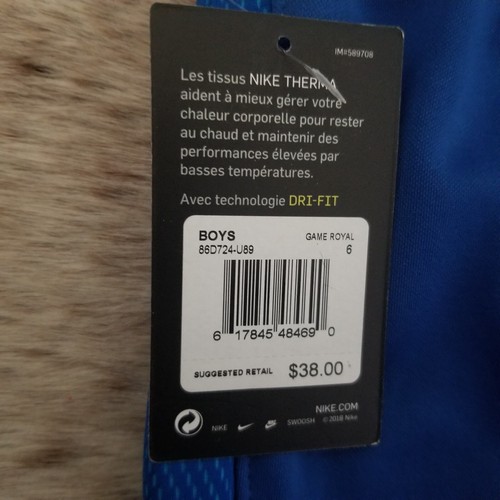 IM#589708
Les tissus NIKE THERMA
aident à mieux gérer votre
chaleur corporelle pour rester
au chaud et maintenir des
performances élevées par
basses températures.
Avec technologie DRI-FIT
BOYS GAME ROYAL
86D724-U89 6
6 17845 48469 0
SUGGESTED RETAIL $38.00
NIKE.COM
NIKE SWOOSH © 2018 Nike